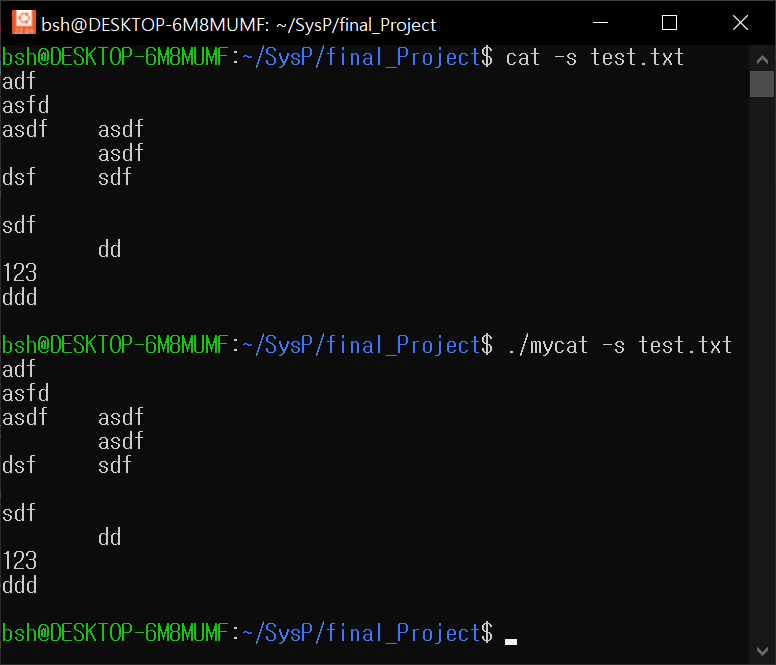 bsh@DESKTOP-6M8MUMF: ~/SysP/final_Project
bsh@DESKTOP-6M8MUMF:~/SysP/final_Project$ cat -s test.txt
adf
asfd
asdf    asdf
        asdf
dsf     sdf

sdf
        dd
123
ddd

bsh@DESKTOP-6M8MUMF:~/SysP/final_Project$ ./mycat -s test.txt
adf
asfd
asdf    asdf
        asdf
dsf     sdf

sdf
        dd
123
ddd

bsh@DESKTOP-6M8MUMF:~/SysP/final_Project$